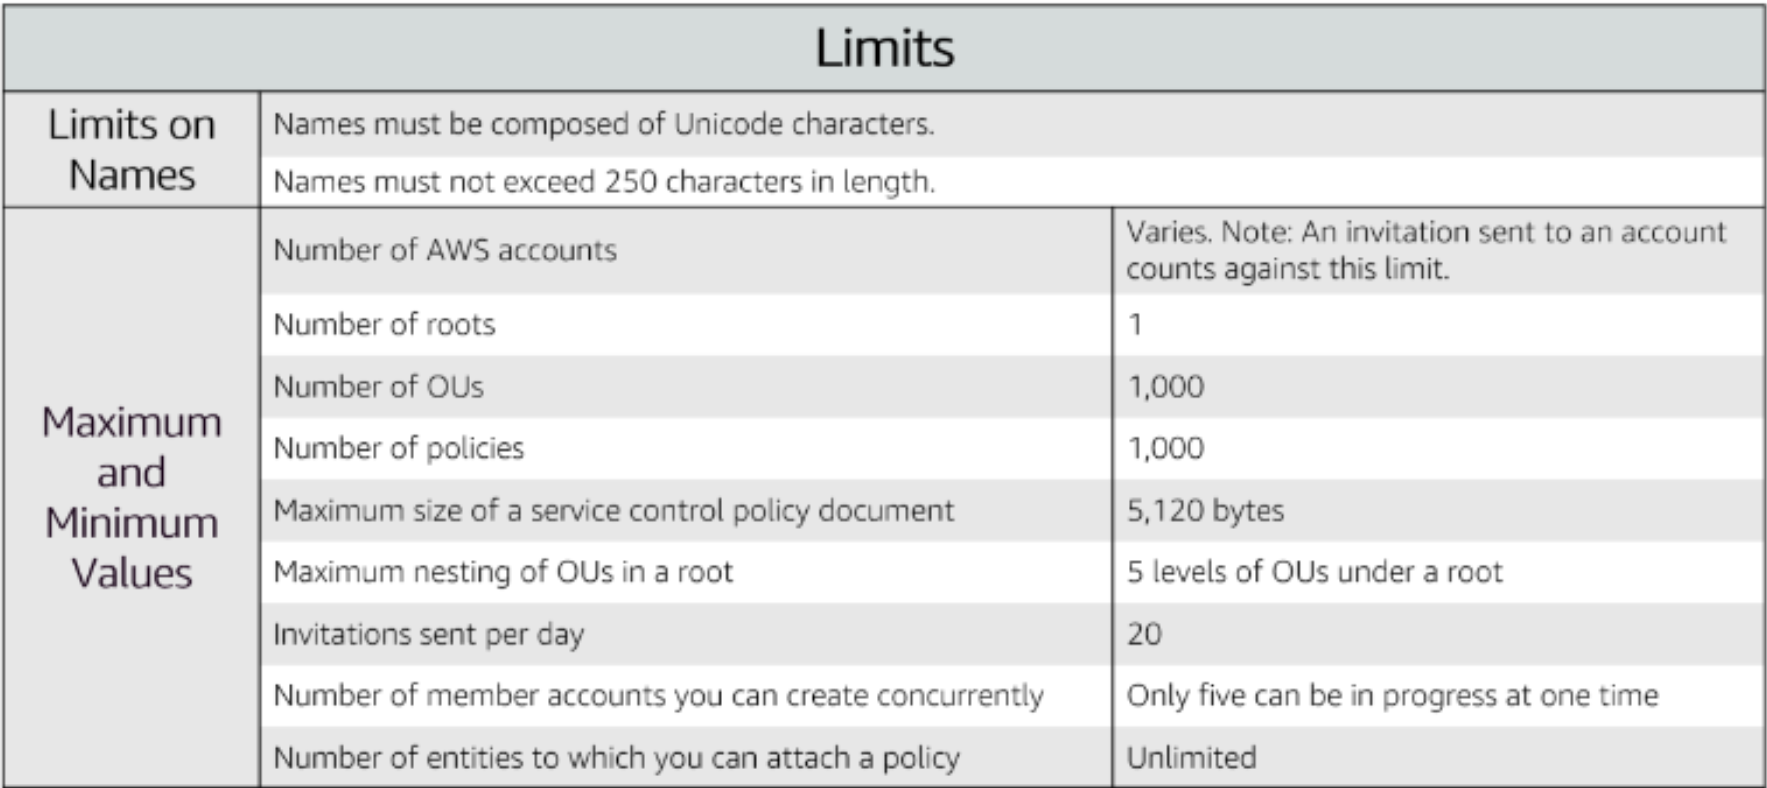 Limits
Limits on
Names
Names must be composed of Unicode characters.
Names must not exceed 250 characters in length.
Maximum
and
Minimum
Values
Number of AWS accounts
Varies. Note: An invitation sent to an account
counts against this limit.
Number of roots
1
Number of OUs
1,000
Number of policies
1,000
Maximum size of a service control policy document
5,120 bytes
Maximum nesting of OUs in a root
5 levels of OUs under a root
Invitations sent per day
20
Number of member accounts you can create concurrently
Only five can be in progress at one time
Number of entities to which you can attach a policy
Unlimited